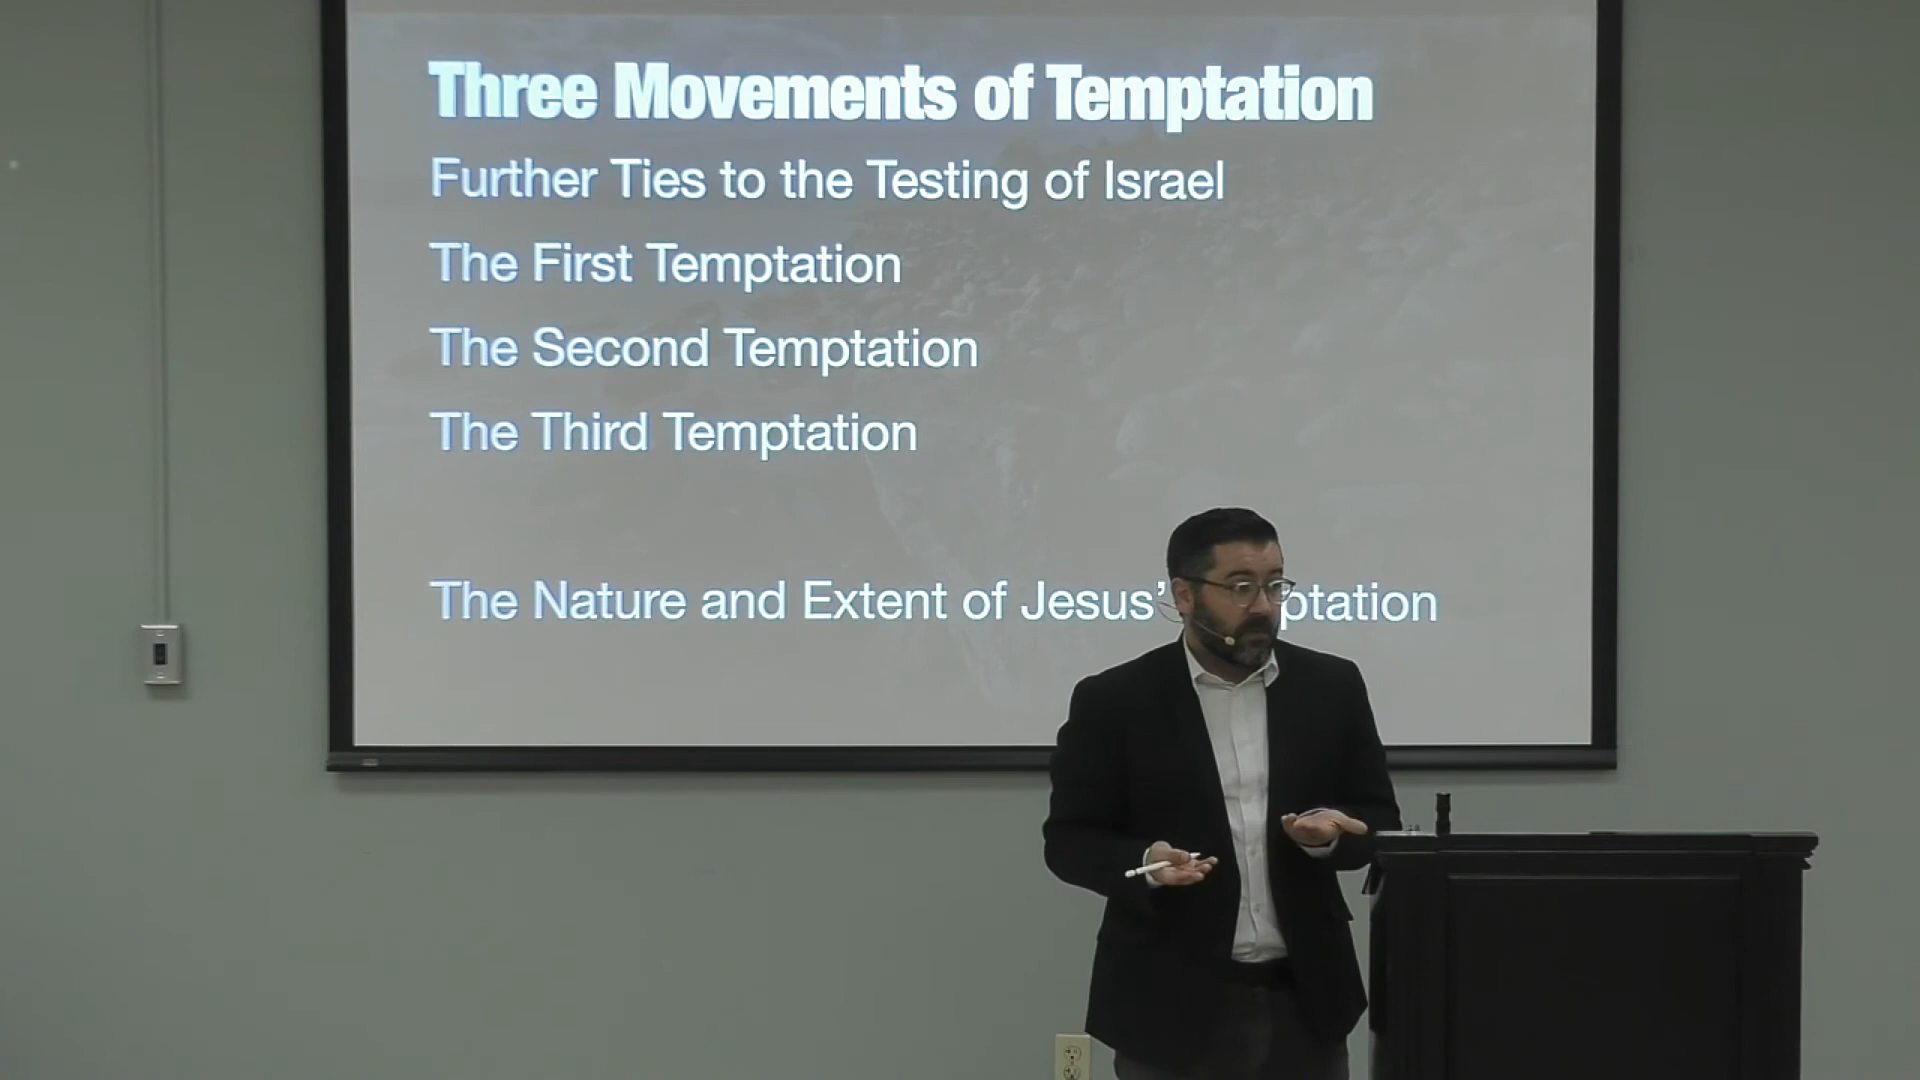 Three Movements of Temptation
Further Ties to the Testing of Israel
The First Temptation
The Second Temptation
The Third Temptation
The Nature and Extent of Jesus’